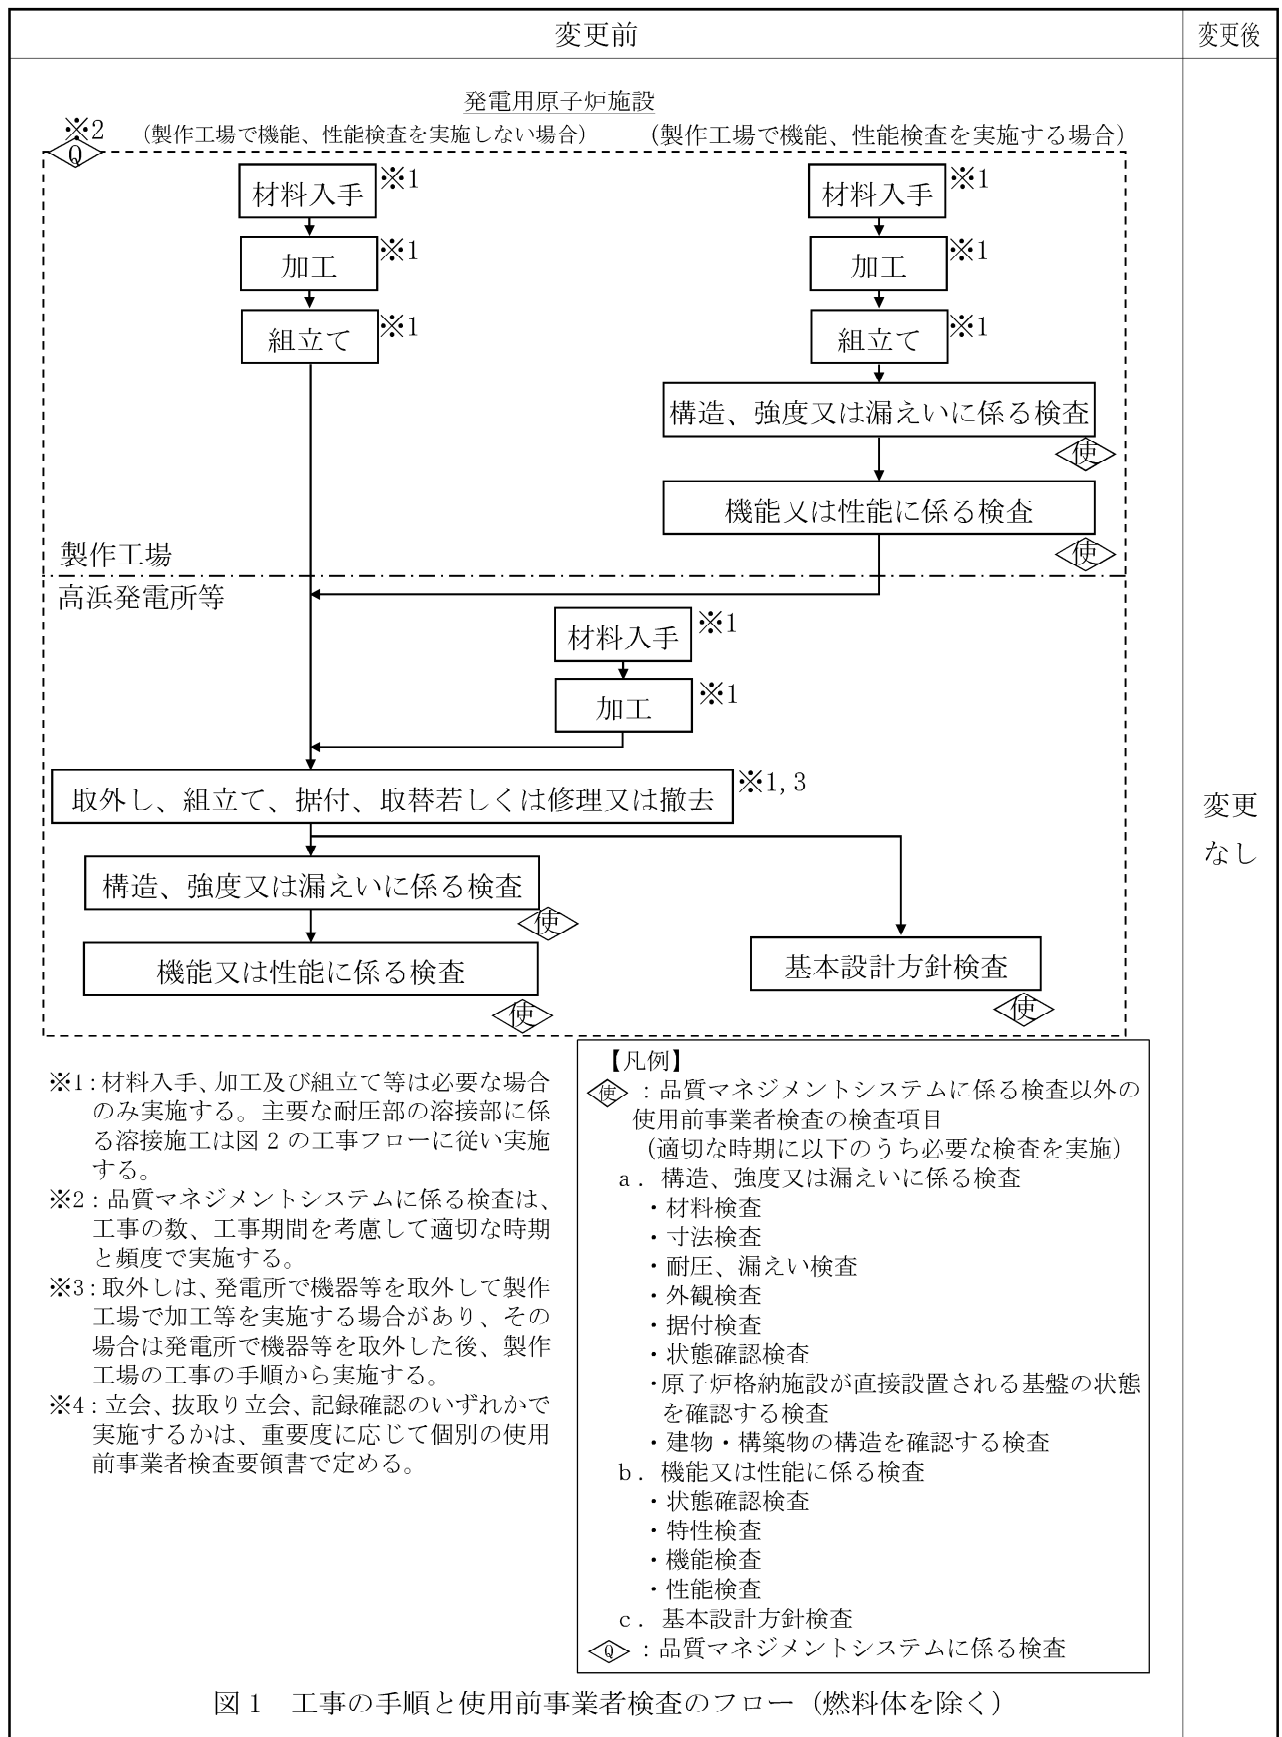 変更前
変更後
発電用原子炉施設
※2
(製作工場で機能、性能検査を実施しない場合)
(製作工場で機能、性能検査を実施する場合)
Q
材料入手 ※1
加工 ※1
組立て ※1
材料入手 ※1
加工 ※1
組立て ※1
構造、強度又は漏えいに係る検査
使
機能又は性能に係る検査
使
製作工場
高浜発電所等
材料入手 ※1
加工 ※1
取外し、組立て、据付、取替若しくは修理又は撤去 ※1,3
構造、強度又は漏えいに係る検査
使
機能又は性能に係る検査
使
基本設計方針検査
使
変更
なし
※1:材料入手、加工及び組立て等は必要な場合
のみ実施する。主要な耐圧部の溶接部に係
る溶接施工は図2の工事フローに従い実施
する。
※2:品質マネジメントシステムに係る検査は、
工事の数、工事期間を考慮して適切な時期
と頻度で実施する。
※3:取外しは、発電所で機器等を取外して製作
工場で加工等を実施する場合があり、その
場合は発電所で機器等を取外した後、製作
工場の工事の手順から実施する。
※4:立会、抜取り立会、記録確認のいずれかで
実施するかは、重要度に応じて個別の使用
前事業者検査要領書で定める。
【凡例】
使:品質マネジメントシステムに係る検査以外の
使用前事業者検査の検査項目
(適切な時期に以下のうち必要な検査を実施)
a.構造、強度又は漏えいに係る検査
・材料検査
・寸法検査
・耐圧、漏えい検査
・外観検査
・据付検査
・状態確認検査
・原子炉格納施設が直接設置される基盤の状態
を確認する検査
・建物・構築物の構造を確認する検査
b.機能又は性能に係る検査
・状態確認検査
・特性検査
・機能検査
・性能検査
c.基本設計方針検査
Q:品質マネジメントシステムに係る検査
図1 工事の手順と使用前事業者検査のフロー(燃料体を除く)